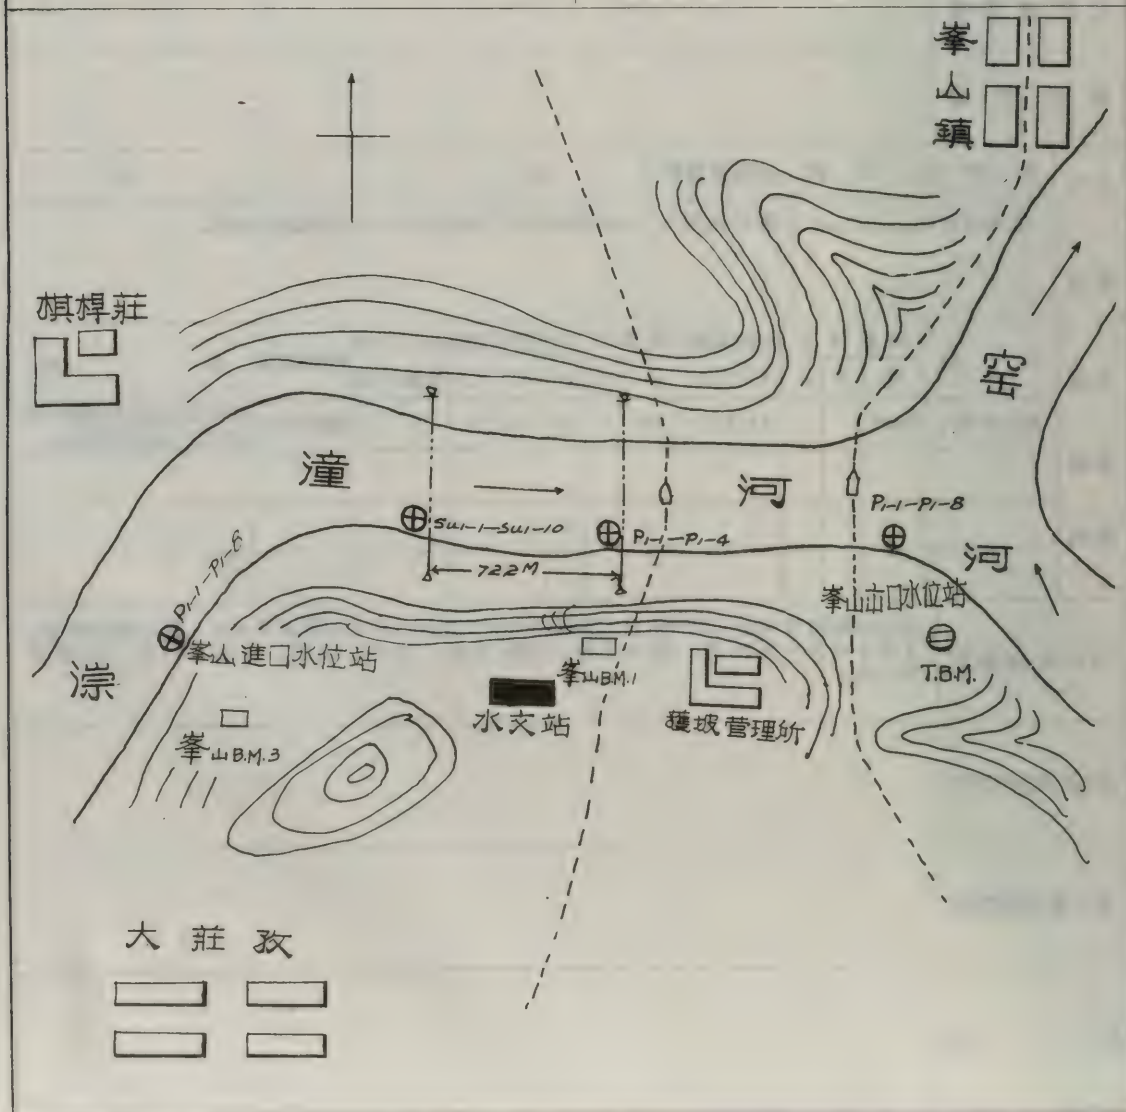 峯山鎮
棋桿莊
窑
潼
河
Su1-1—Su1-10
P1-1—P1-4
P1-1—P1-8
722M
河
P1-1—P1-6
峯山出口水位站
峯山進口水位站
漴
峯山B.M.1
T.B.M.
水文站
護坡管理所
峯山B.M.3
大莊孜